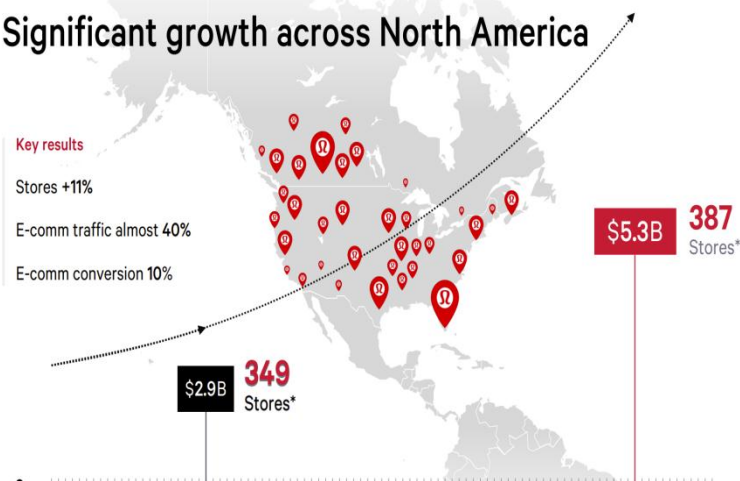 Significant growth across North America
Key results
Stores +11%
E-comm traffic almost 40%
E-comm conversion 10%
$5.3B
387
Stores*
$2.9B
349
Stores*